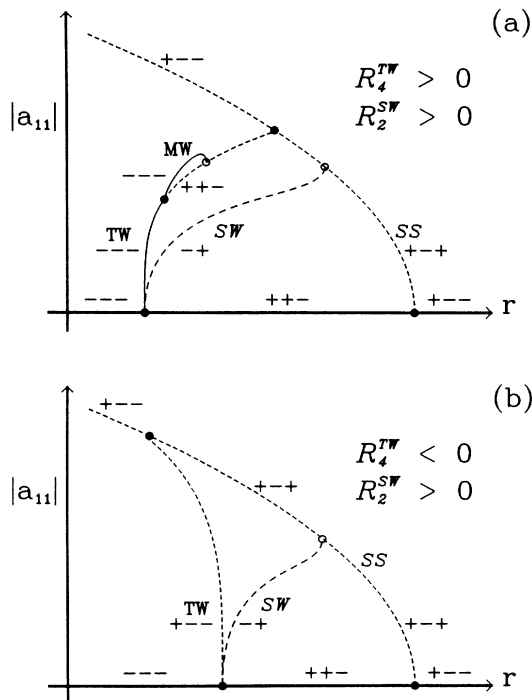 (a)
+−−
R₄ᵀᵂ > 0
R₂ˢᵂ > 0
|a₁₁|
MW
−−−
++−
TW
SW
SS
−−−
−+
+−+
−−−
++−
+−−
r
(b)
+−−
R₄ᵀᵂ < 0
R₂ˢᵂ > 0
|a₁₁|
+−+
SS
TW
SW
+−−
−+
+−+
−−−
++−
+−−
r